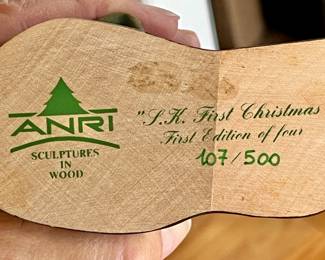 ANRI
SCULPTURES
IN
WOOD
"S.K. First Christmas
First Edition of four
107/500